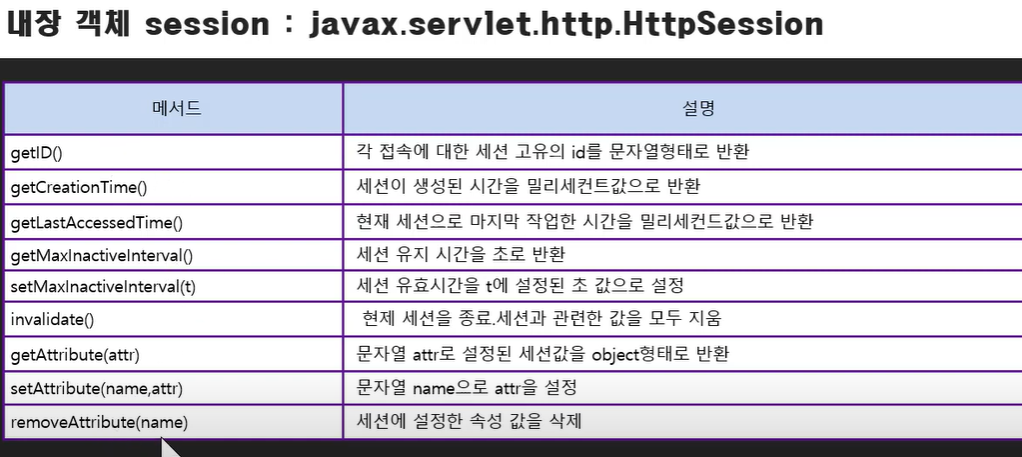 내장 객체 session : javax.servlet.http.HttpSession
메서드 설명
getID() 각 접속에 대한 세션 고유의 id를 문자열형태로 반환
getCreationTime() 세션이 생성된 시간을 밀리세컨트값으로 반환
getLastAccessedTime() 현재 세션으로 마지막 작업한 시간을 밀리세컨드값으로 반환
getMaxInactiveInterval() 세션 유지 시간을 초로 반환
setMaxInactiveInterval(t) 세션 유효시간을 t에 설정된 초 값으로 설정
invalidate() 현제 세션을 종료.세션과 관련한 값을 모두 지움
getAttribute(attr) 문자열 attr로 설정된 세션값을 object형태로 반환
setAttribute(name,attr) 문자열 name으로 attr을 설정
removeAttribute(name) 세션에 설정한 속성 값을 삭제